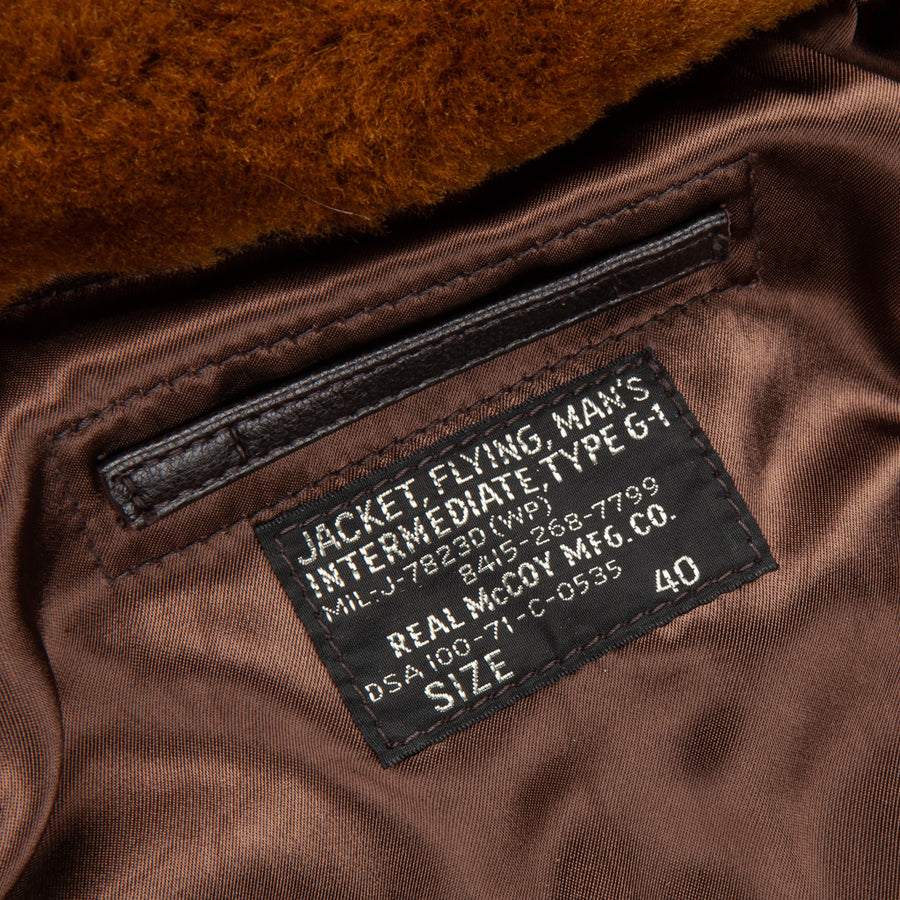 JACKET, FLYING, MAN'S
INTERMEDIATE, TYPE G-1
MIL-J-7823D (WP)
8415-268-7799
REAL McCOY MFG. CO.
DSA 100-71-C-0535
SIZE 40